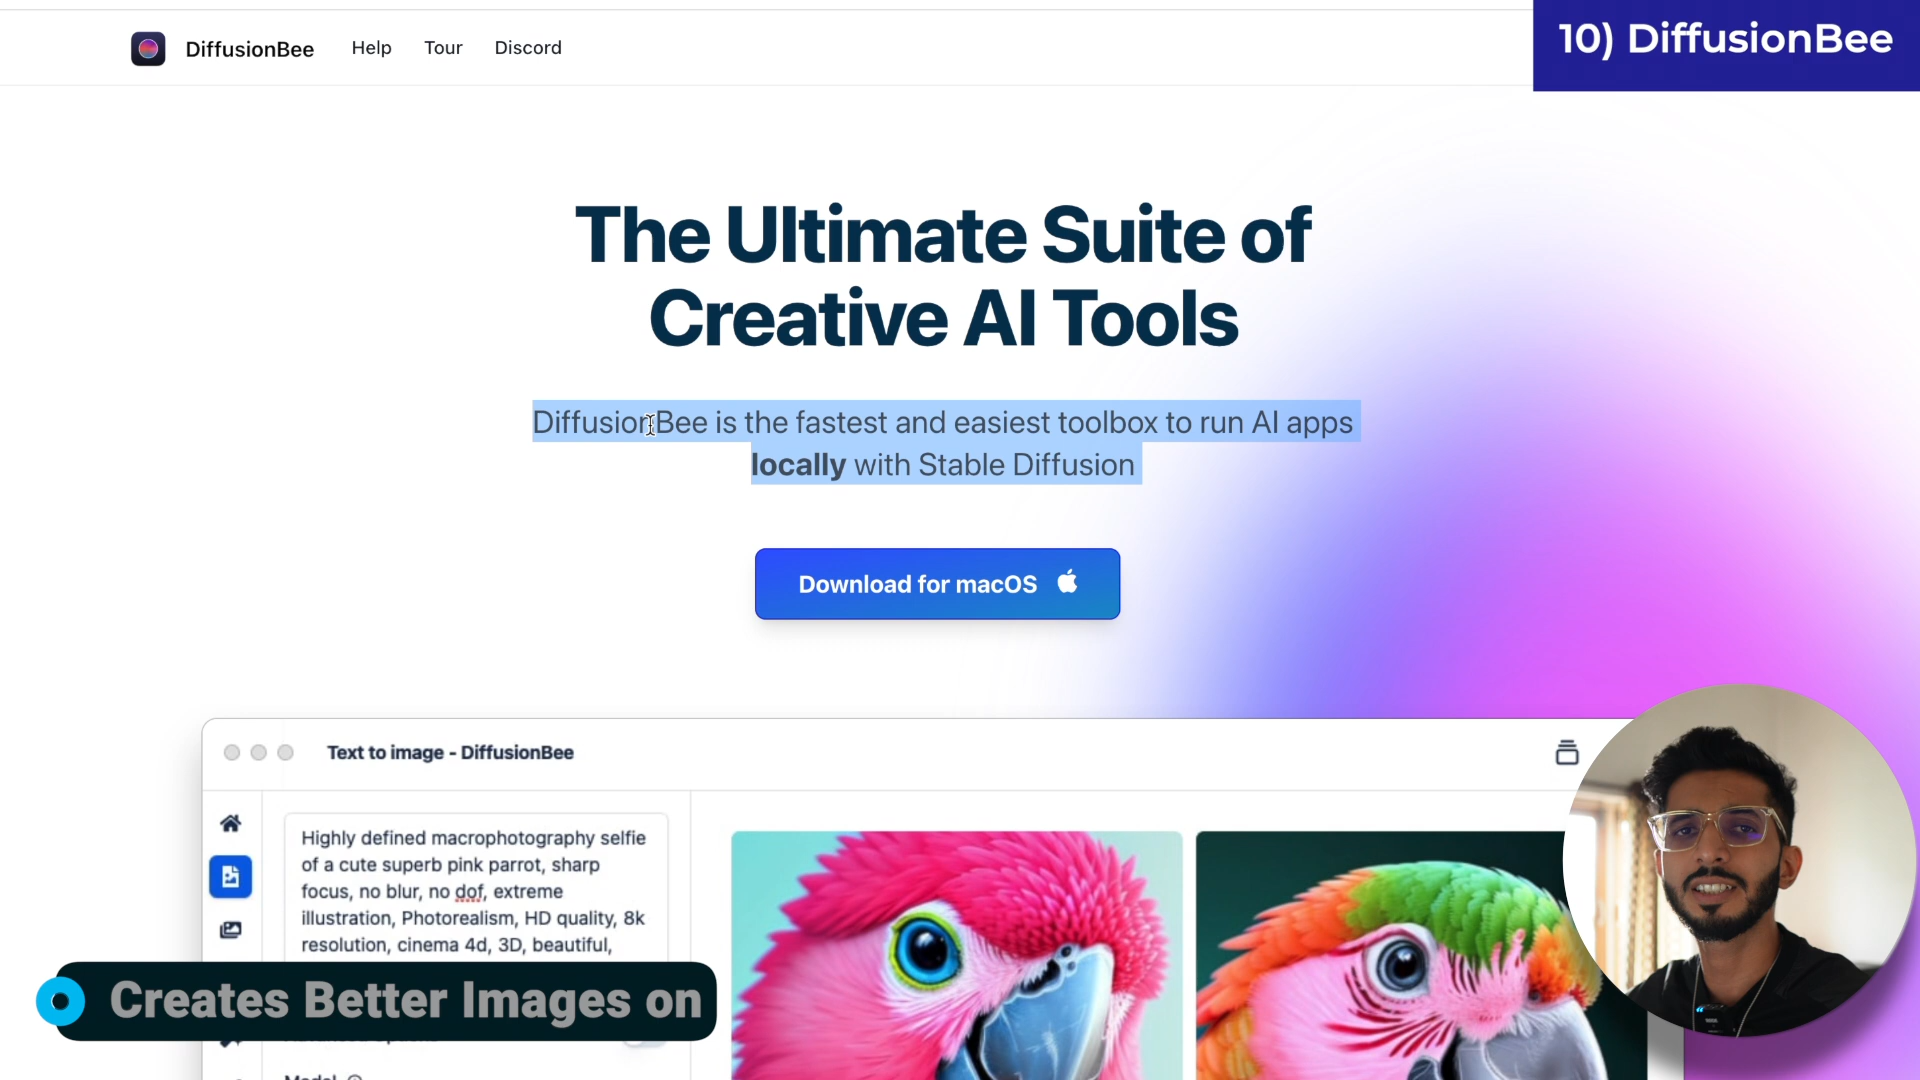 DiffusionBee
Help
Tour
Discord
10) DiffusionBee
The Ultimate Suite of
Creative AI Tools
DiffusionBee is the fastest and easiest toolbox to run AI apps
locally with Stable Diffusion
Download for macOS
Text to image - DiffusionBee
Highly defined macrophotography selfie
of a cute superb pink parrot, sharp
focus, no blur, no dof, extreme
illustration, Photorealism, HD quality, 8k
resolution, cinema 4d, 3D, beautiful,
Creates Better Images on